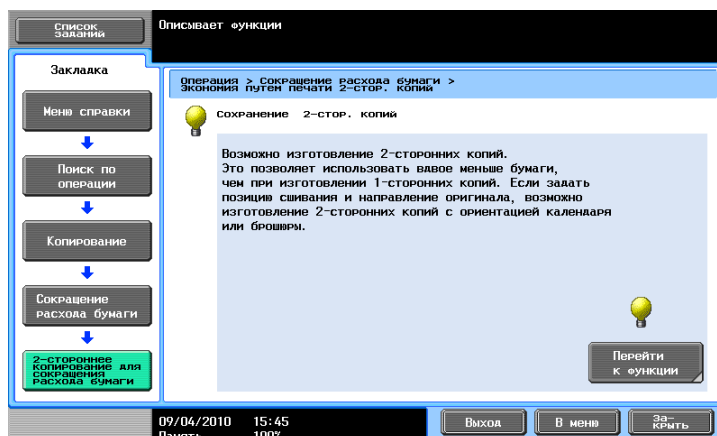 Список
заданий
Описывает функции
Закладка
Меню справки
Поиск по
операции
Копирование
Сокращение
расхода бумаги
2-стороннее
копирование для
сокращения
расхода бумаги
Операция > Сокращение расхода бумаги >
Экономия путем печати 2-стор. копий
Сохранение 2-стор. копий
Возможно изготовление 2-сторонних копий.
Это позволяет использовать вдвое меньше бумаги,
чем при изготовлении 1-сторонних копий. Если задать
позицию сшивания и направление оригинала, возможно
изготовление 2-сторонних копий с ориентацией календаря
или брошюры.
Перейти
к функции
09/04/2010 15:45
Память 100%
Выход
В меню
За-
крыть